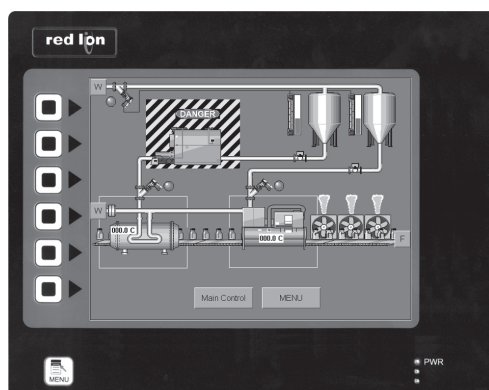 red lion
W
DANGER
W
000.0 C
000.0 C
F
Main Control
MENU
PWR
MENU